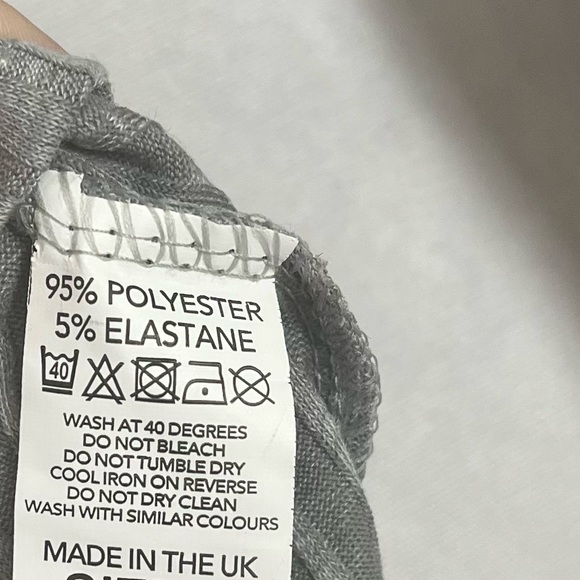 95% POLYESTER
5% ELASTANE
40
WASH AT 40 DEGREES
DO NOT BLEACH
DO NOT TUMBLE DRY
COOL IRON ON REVERSE
DO NOT DRY CLEAN
WASH WITH SIMILAR COLOURS
MADE IN THE UK